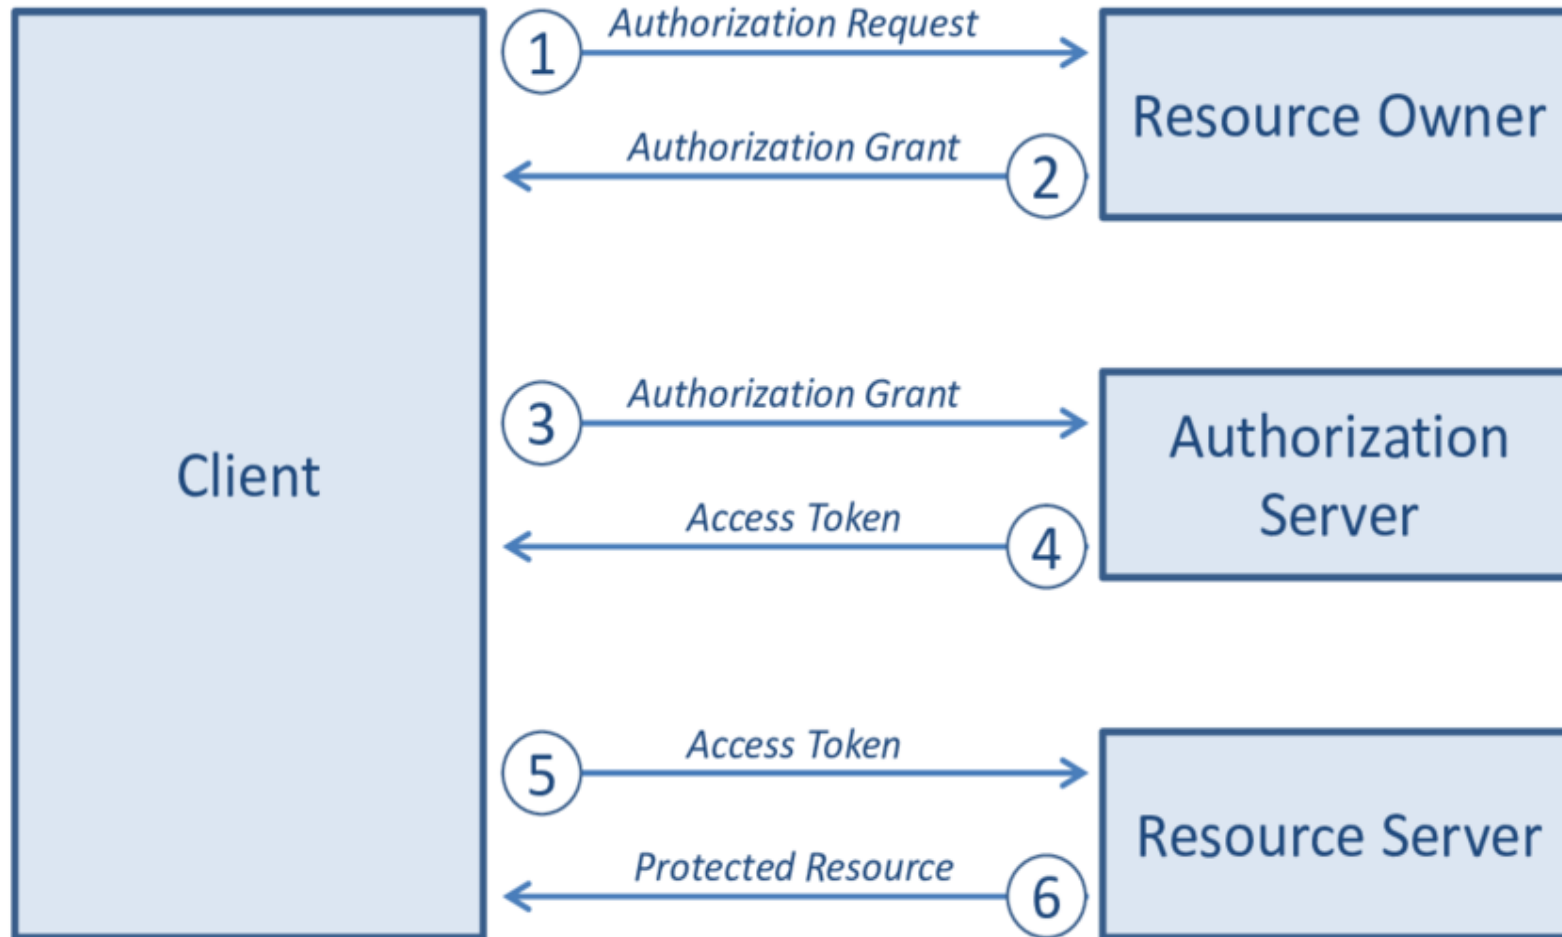 Authorization Request
1
Resource Owner
Authorization Grant
2
Client
Authorization Grant
3
Authorization
Server
Access Token
4
Access Token
5
Resource Server
Protected Resource
6